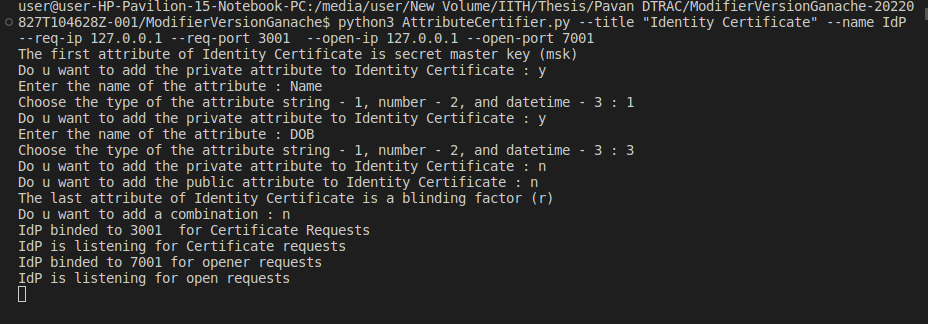 user@user-HP-Pavilion-15-Notebook-PC:/media/user/New Volume/IITH/Thesis/Pavan DTRAC/ModifierVersionGanache-20220
827T104628Z-001/ModifierVersionGanache$ python3 AttributeCertifier.py --title "Identity Certificate" --name IdP
--req-ip 127.0.0.1 --req-port 3001  --open-ip 127.0.0.1 --open-port 7001
The first attribute of Identity Certificate is secret master key (msk)
Do u want to add the private attribute to Identity Certificate : y
Enter the name of the attribute : Name
Choose the type of the attribute string - 1, number - 2, and datetime - 3 : 1
Do u want to add the private attribute to Identity Certificate : y
Enter the name of the attribute : DOB
Choose the type of the attribute string - 1, number - 2, and datetime - 3 : 3
Do u want to add the private attribute to Identity Certificate : n
Do u want to add the public attribute to Identity Certificate : n
The last attribute of Identity Certificate is a blinding factor (r)
Do u want to add a combination : n
IdP binded to 3001  for Certificate Requests
IdP is listening for Certificate requests
IdP binded to 7001 for opener requests
IdP is listening for open requests